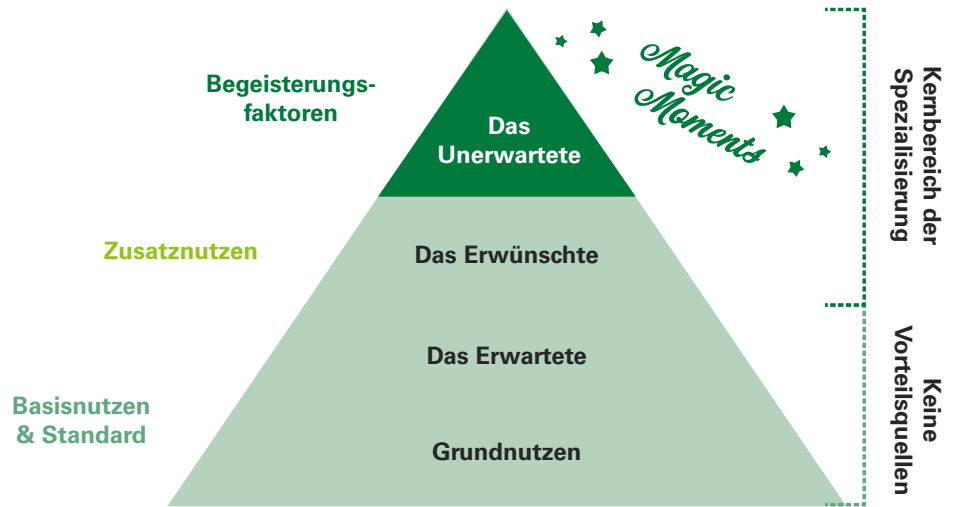 Begeisterungs-
faktoren
Das
Unerwartete
Magic
Moments
Kernbereich der
Spezialisierung
Zusatznutzen
Das Erwünschte
Das Erwartete
Basisnutzen
& Standard
Grundnutzen
Keine
Vorteilsquellen